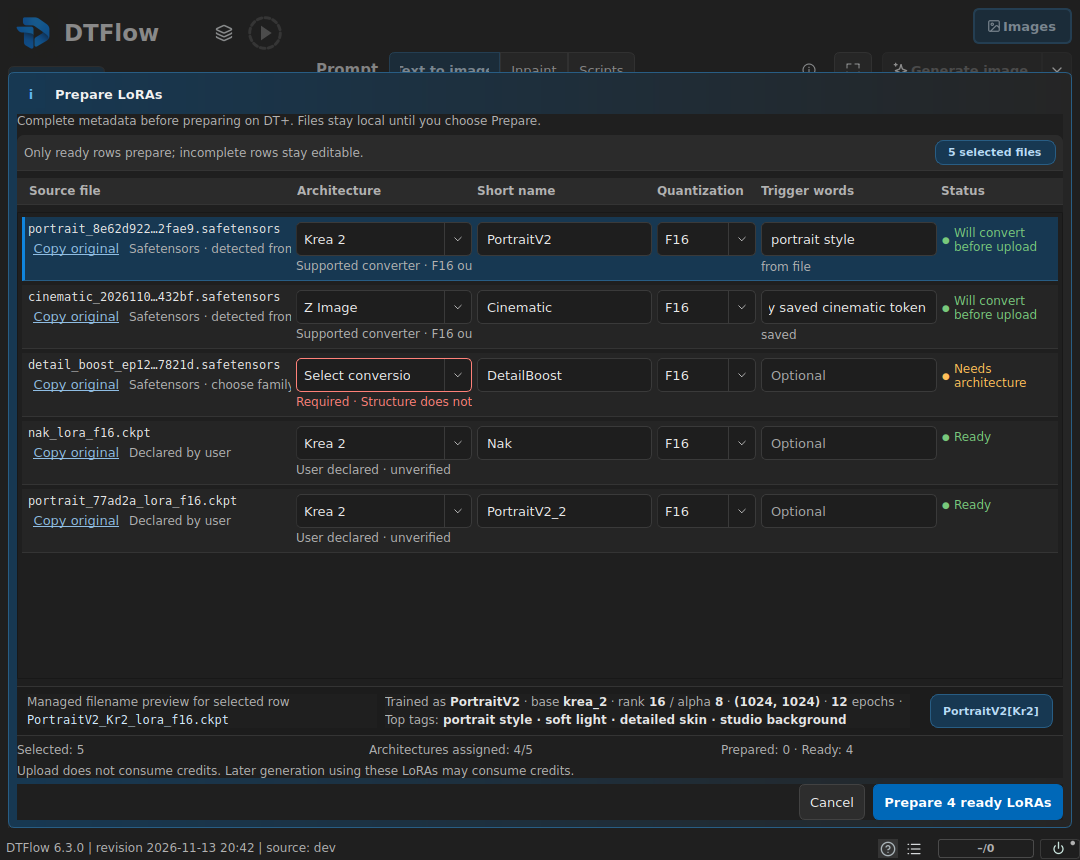 DTFlow
Images
Prompt
Text to image
Inpaint
Scripts
Generate image
i Prepare LoRAs
Complete metadata before preparing on DT+. Files stay local until you choose Prepare.
Only ready rows prepare; incomplete rows stay editable.
5 selected files
Source file Architecture Short name Quantization Trigger words Status
portrait_8e62d922…2fae9.safetensors
Copy original Safetensors · detected fron
Krea 2
Supported converter · F16 ou
PortraitV2
F16
portrait style
from file
Will convert
before upload
cinematic_2026110…432bf.safetensors
Copy original Safetensors · detected fron
Z Image
Supported converter · F16 ou
Cinematic
F16
y saved cinematic token
saved
Will convert
before upload
detail_boost_ep12…7821d.safetensors
Copy original Safetensors · choose family
Select conversio
Required · Structure does not
DetailBoost
F16
Optional
Needs
architecture
nak_lora_f16.ckpt
Copy original Declared by user
Krea 2
User declared · unverified
Nak
F16
Optional
Ready
portrait_77ad2a_lora_f16.ckpt
Copy original Declared by user
Krea 2
User declared · unverified
PortraitV2_2
F16
Optional
Ready
Managed filename preview for selected row
PortraitV2_Kr2_lora_f16.ckpt
Trained as PortraitV2 · base krea_2 · rank 16 / alpha 8 · (1024, 1024) · 12 epochs ·
Top tags: portrait style · soft light · detailed skin · studio background
PortraitV2[Kr2]
Selected: 5
Architectures assigned: 4/5
Prepared: 0 · Ready: 4
Upload does not consume credits. Later generation using these LoRAs may consume credits.
Cancel
Prepare 4 ready LoRAs
DTFlow 6.3.0 | revision 2026-11-13 20:42 | source: dev
–/0